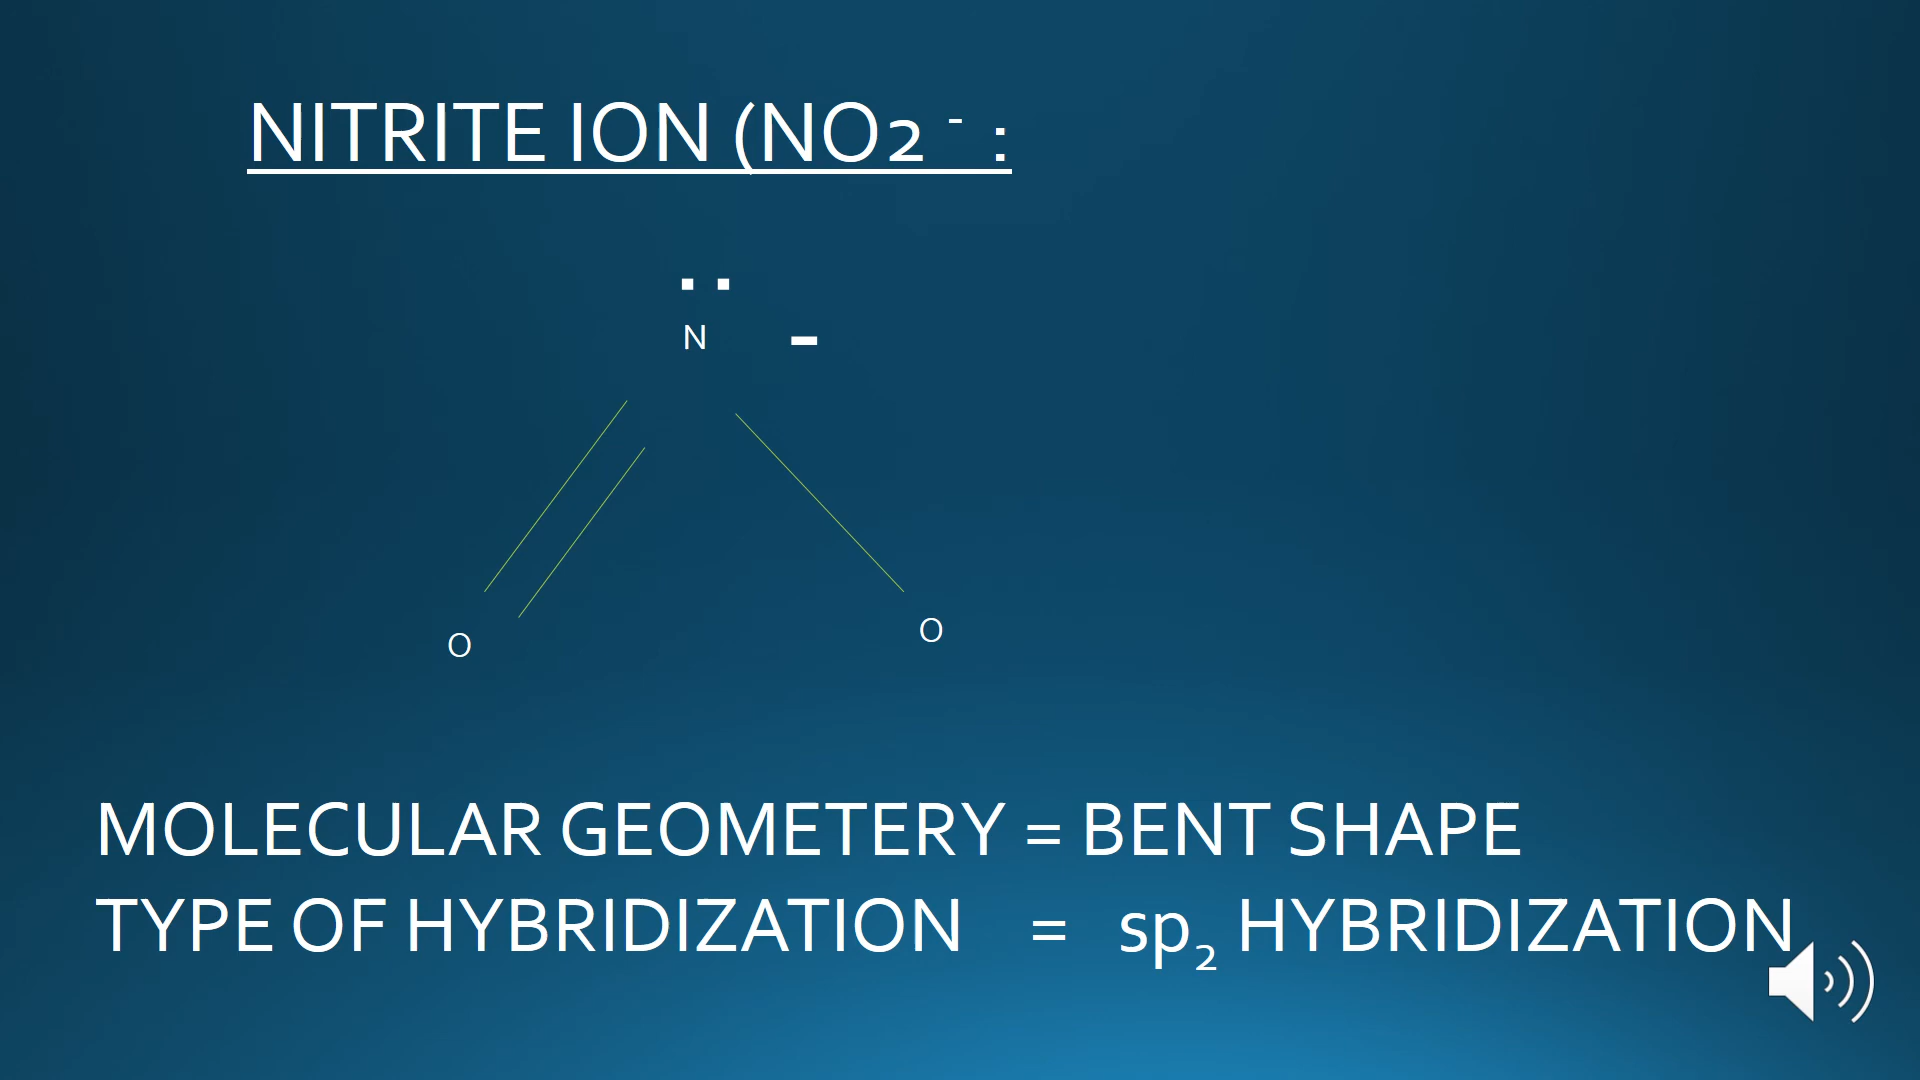 NITRITE ION (NO2 - :
. .
N -
O
O
MOLECULAR GEOMETERY = BENT SHAPE
TYPE OF HYBRIDIZATION = sp2 HYBRIDIZATION